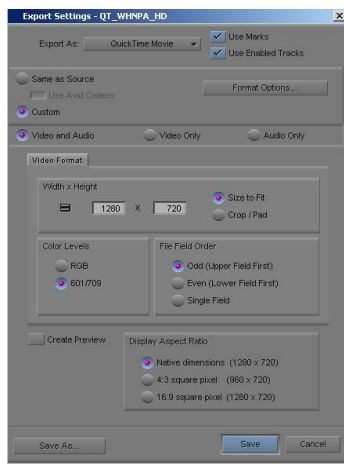 Export Settings - QT_WHNPA_HD
Export As: QuickTime Movie
Use Marks
Use Enabled Tracks
Same as Source
Use Avid Codecs
Format Options...
Custom
Video and Audio Video Only Audio Only
Video Format
Width x Height
1280 X 720
Size to Fit
Crop / Pad
Color Levels
RGB
601/709
File Field Order
Odd (Upper Field First)
Even (Lower Field First)
Single Field
Create Preview
Display Aspect Ratio
Native dimensions (1280 x 720)
4:3 square pixel (960 x 720)
16:9 square pixel (1280 x 720)
Save As... Save Cancel